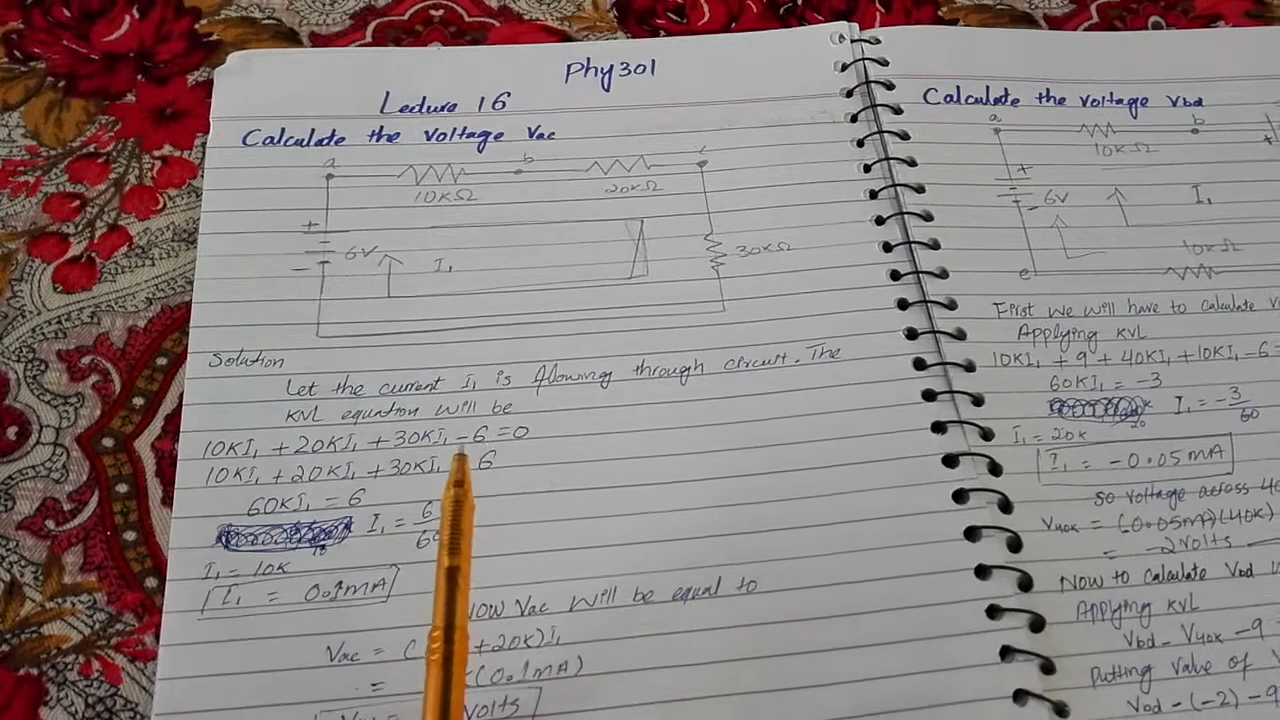 Phy301
Lecture 16
Calculate the voltage Vac
a b c
10KΩ 20KΩ
+
6V
-
I₁
30KΩ
Solution
Let the current I₁ is flowing through circuit. The
KVL equation will be
10KI₁ + 20KI₁ + 30KI₁ - 6 = 0
10KI₁ + 20KI₁ + 30KI₁ 6
60KI₁ = 6
I₁ = 6
I₁ = 10K
I₁ = 0.1mA
Now Vac will be equal to
Vac = ( +20K)I₁
= (0.1mA)
volts
Calculate the voltage Vbd
a b
10KΩ
+
+
6V
-
I₁
10KΩ
e
First we will have to calculate
Applying KVL
10KI₁ + 9 + 40KI₁ + 10KI₁ - 6 =
60KI₁ = -3
I₁ = -3/60
I₁ = 20K
I₁ = -0.05mA
So voltage across
V40K = (0.05mA)(40K)
= -2volts
Now to calculate Vbd
Applying KVL
Vbd - V40K - 9
Putting value of
Vbd - (-2) - 9